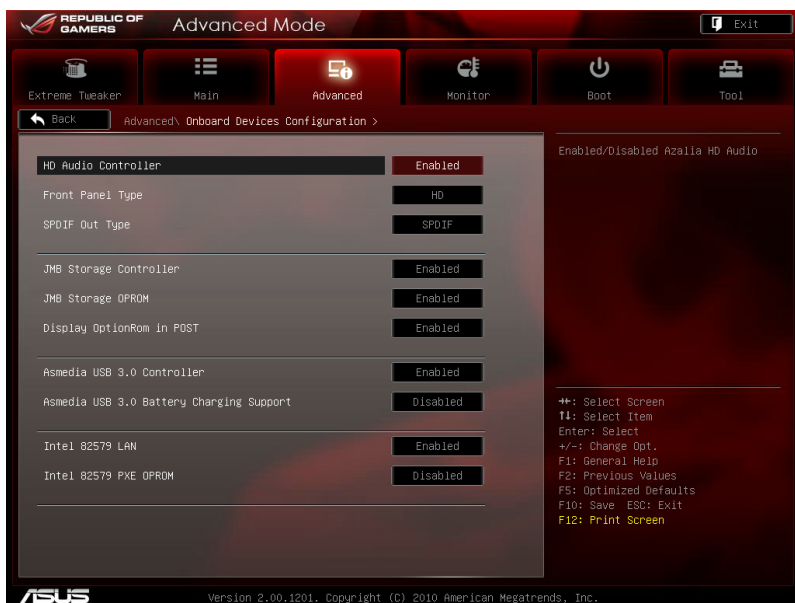 REPUBLIC OF
GAMERS
Advanced Mode
Exit
Extreme Tweaker
Main
Advanced
Monitor
Boot
Tool
Back
Advanced\ Onboard Devices Configuration >
HD Audio Controller Enabled
Front Panel Type HD
SPDIF Out Type SPDIF
JMB Storage Controller Enabled
JMB Storage OPROM Enabled
Display OptionRom in POST Enabled
Asmedia USB 3.0 Controller Enabled
Asmedia USB 3.0 Battery Charging Support Disabled
Intel 82579 LAN Enabled
Intel 82579 PXE OPROM Disabled
Enabled/Disabled Azalia HD Audio
→←: Select Screen
↑↓: Select Item
Enter: Select
+/-: Change Opt.
F1: General Help
F2: Previous Values
F5: Optimized Defaults
F10: Save ESC: Exit
F12: Print Screen
ASUS
Version 2.00.1201. Copyright (C) 2010 American Megatrends, Inc.